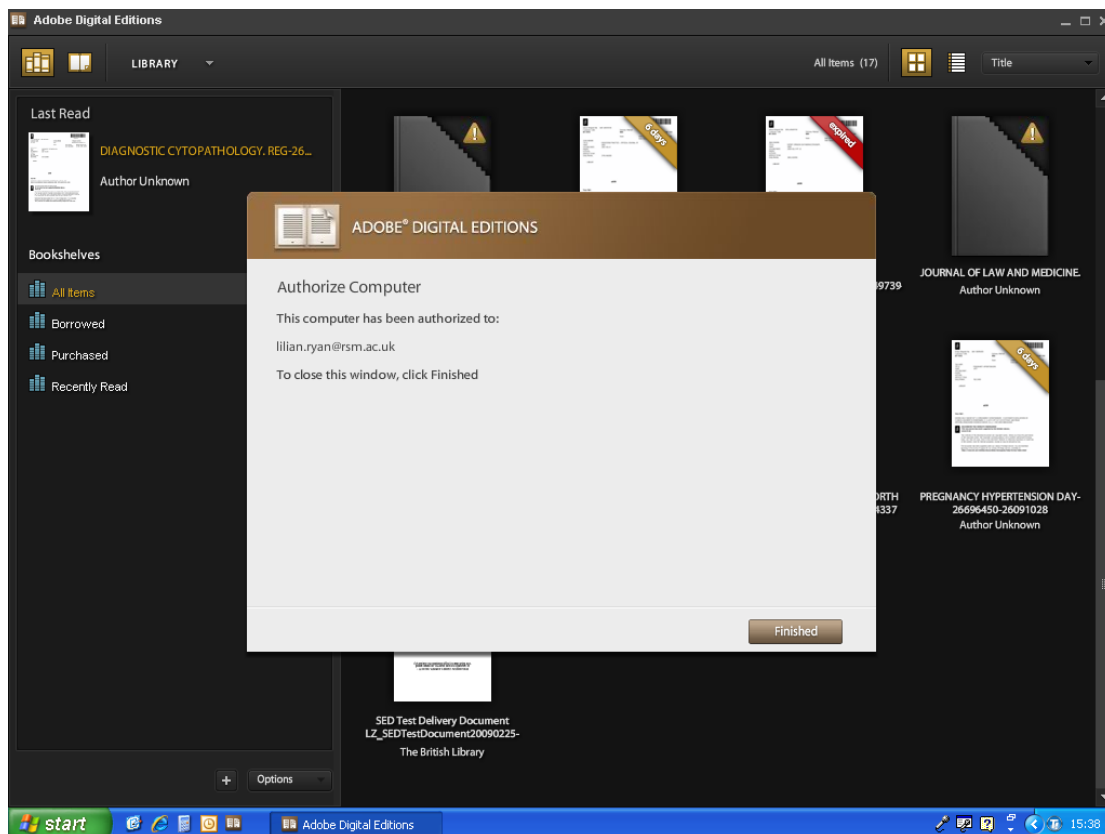 Adobe Digital Editions
LIBRARY
All Items (17)
Title
Last Read
DIAGNOSTIC CYTOPATHOLOGY. REG-26...
Author Unknown
Bookshelves
All Items
Borrowed
Purchased
Recently Read
6 days
expired
ADOBE® DIGITAL EDITIONS
Authorize Computer
This computer has been authorized to:
lilian.ryan@rsm.ac.uk
To close this window, click Finished
Finished
49739
JOURNAL OF LAW AND MEDICINE.
Author Unknown
6 days
ORTH
4337
PREGNANCY HYPERTENSION DAY-
26696450-26091028
Author Unknown
SED Test Delivery Document
LZ_SEDTestDocument20090225-
The British Library
+
Options
start
Adobe Digital Editions
15:38